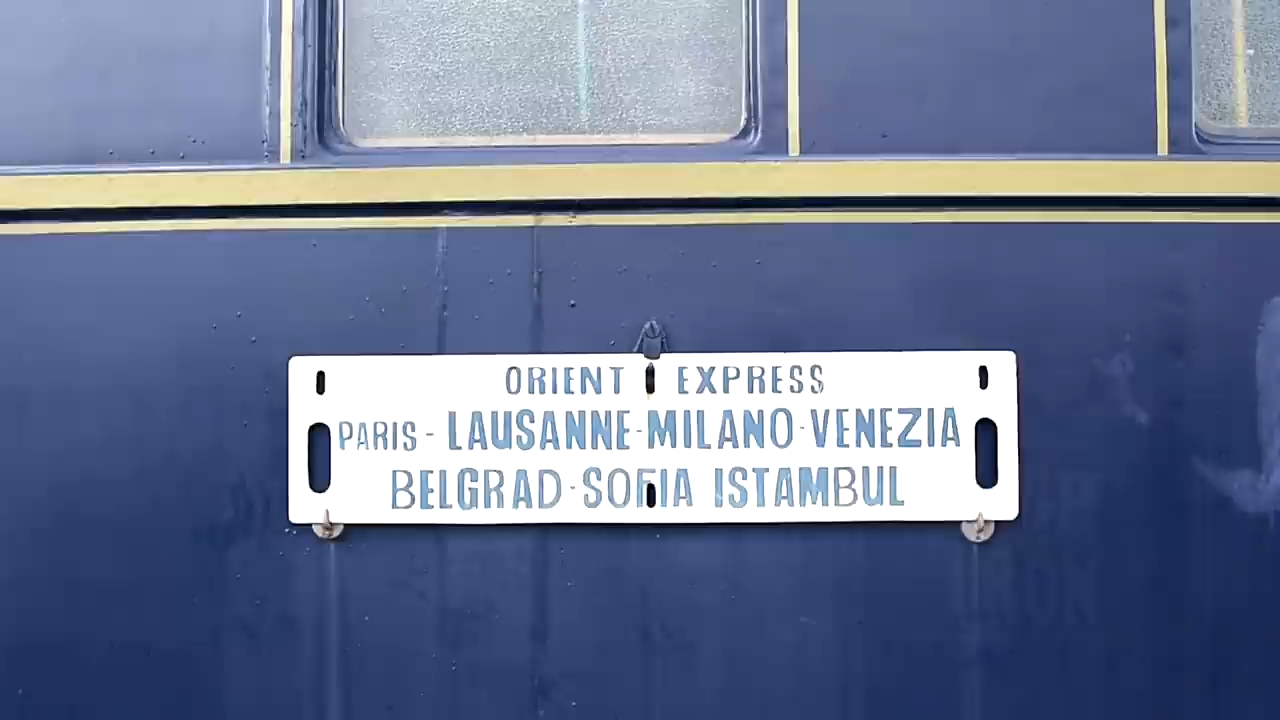 ORIENT EXPRESS
PARIS - LAUSANNE-MILANO-VENEZIA
BELGRAD-SOFIA ISTAMBUL